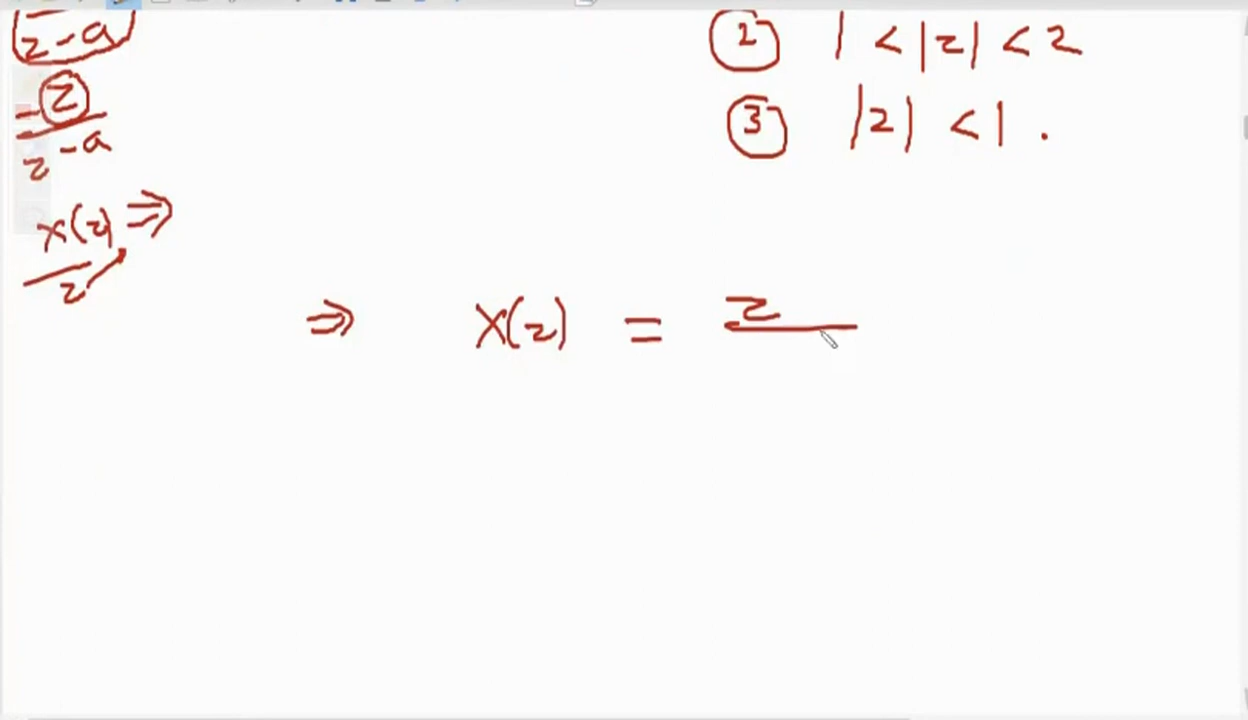 z-a
-z
z-a
X(z) ⇒
z
② 1 < |z| < 2
③ |z| < 1 .
⇒ X(z) = z